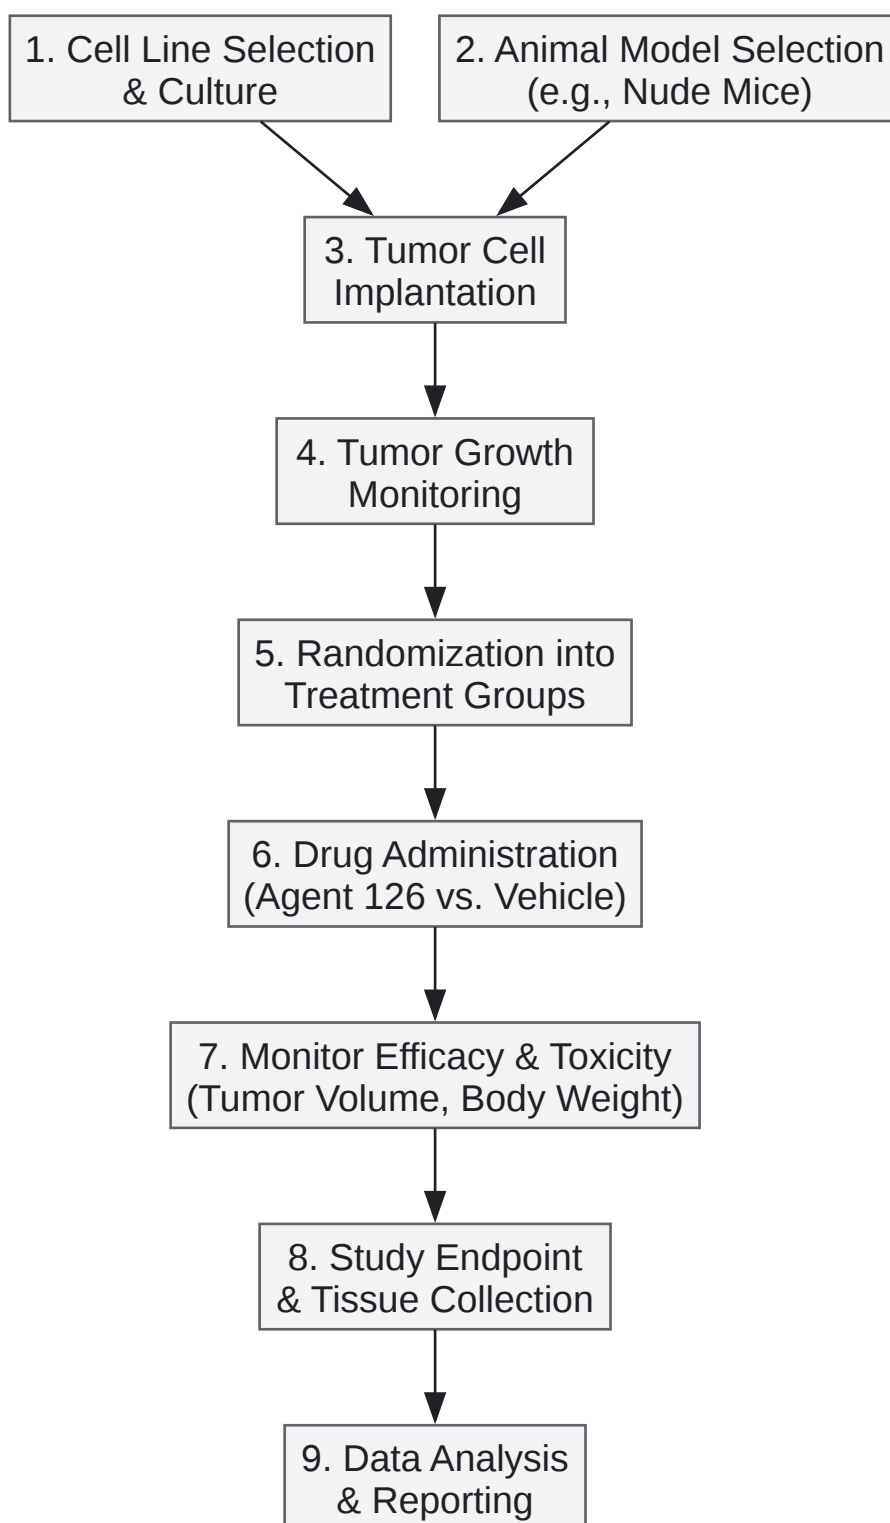 1. Cell Line Selection
& Culture
2. Animal Model Selection
(e.g., Nude Mice)
3. Tumor Cell
Implantation
4. Tumor Growth
Monitoring
5. Randomization into
Treatment Groups
6. Drug Administration
(Agent 126 vs. Vehicle)
7. Monitor Efficacy & Toxicity
(Tumor Volume, Body Weight)
8. Study Endpoint
& Tissue Collection
9. Data Analysis
& Reporting